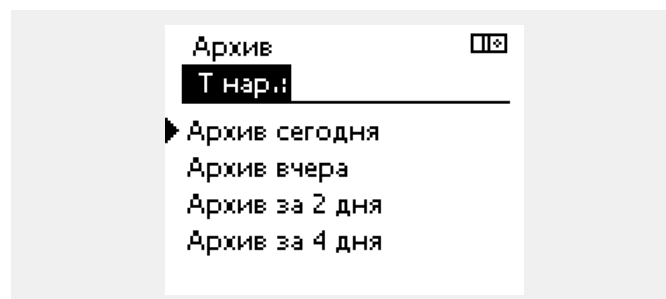 Архив
Т нар.:
Архив сегодня
Архив вчера
Архив за 2 дня
Архив за 4 дня